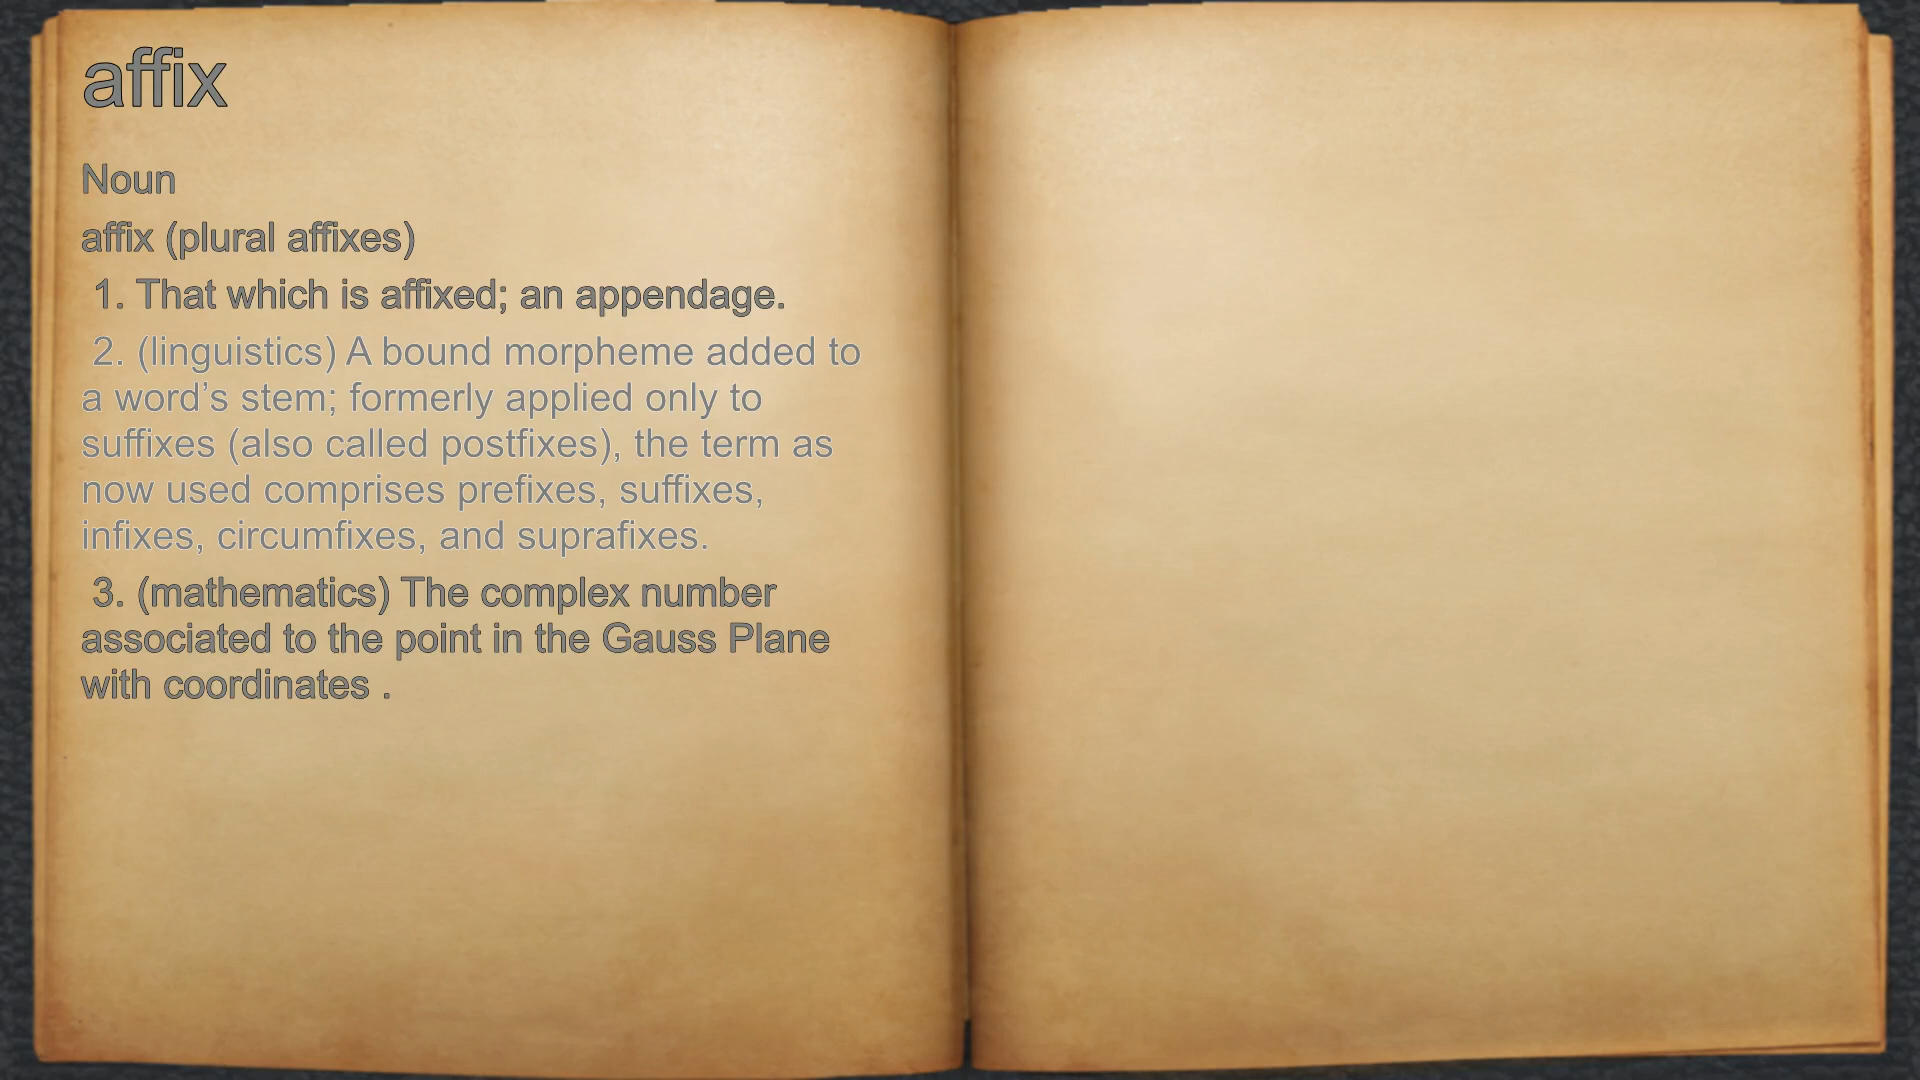 affix
Noun
affix (plural affixes)
1. That which is affixed; an appendage.
2. (linguistics) A bound morpheme added to
a word’s stem; formerly applied only to
suffixes (also called postfixes), the term as
now used comprises prefixes, suffixes,
infixes, circumfixes, and suprafixes.
3. (mathematics) The complex number
associated to the point in the Gauss Plane
with coordinates .